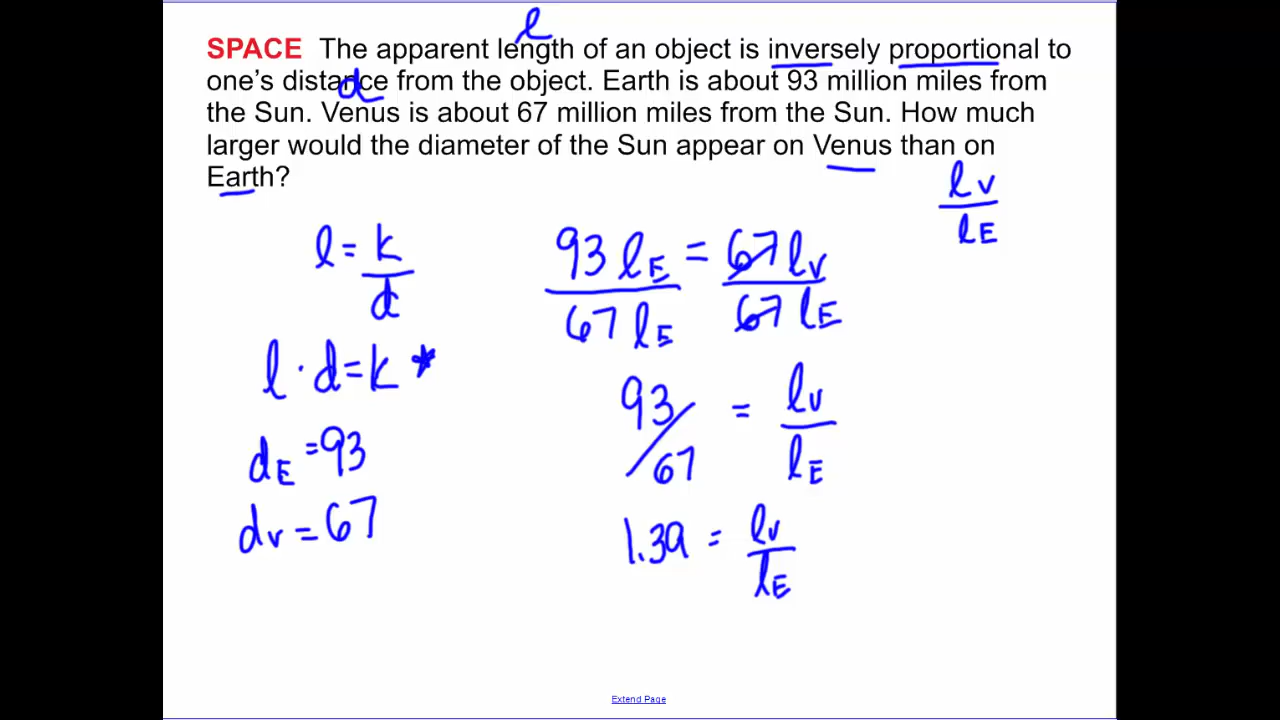 l
SPACE The apparent length of an object is inversely proportional to
one's distance from the object. Earth is about 93 million miles from
d
the Sun. Venus is about 67 million miles from the Sun. How much
larger would the diameter of the Sun appear on Venus than on
Earth?
lV/lE
l = k/d
93 lE / 67 lE = 67 lV / 67 lE
l · d = k *
93/67 = lV/lE
dE = 93
dV = 67
1.39 = lV/lE
Extend Page